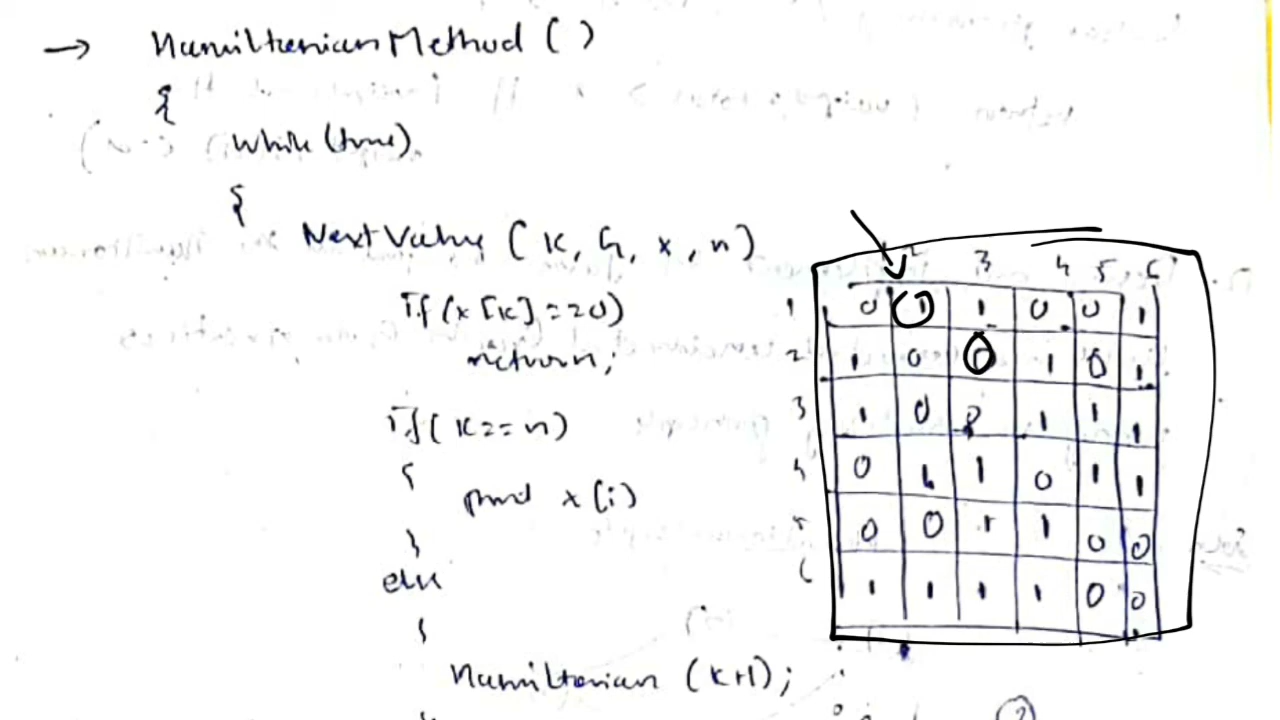 → HamiltonianMethod ( )
{
while (true)
{
NextValue ( K, G, x, n )
if (x [K] == 0)
return;
if ( K == n )
{
print x (i)
}
else
{
Hamiltonian (K+1);
1 2 3 4 5 6
1 0 1 1 0 0 1
2 1 0 0 1 0 1
3 1 0 0 1 1 1
4 0 1 1 0 1 1
5 0 0 1 1 0 0
6 1 1 1 1 0 0